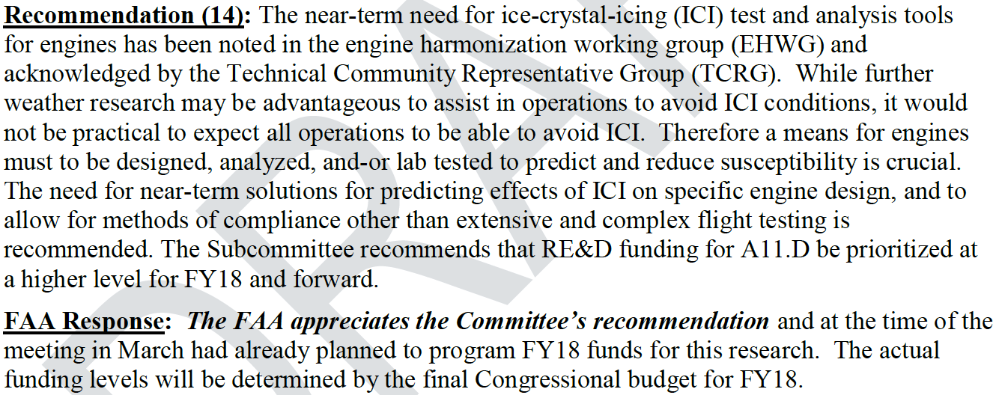 Recommendation (14): The near-term need for ice-crystal-icing (ICI) test and analysis tools
for engines has been noted in the engine harmonization working group (EHWG) and
acknowledged by the Technical Community Representative Group (TCRG).  While further
weather research may be advantageous to assist in operations to avoid ICI conditions, it would
not be practical to expect all operations to be able to avoid ICI.  Therefore a means for engines
must to be designed, analyzed, and-or lab tested to predict and reduce susceptibility is crucial.
The need for near-term solutions for predicting effects of ICI on specific engine design, and to
allow for methods of compliance other than extensive and complex flight testing is
recommended. The Subcommittee recommends that RE&D funding for A11.D be prioritized at
a higher level for FY18 and forward.
FAA Response:  The FAA appreciates the Committee’s recommendation and at the time of the
meeting in March had already planned to program FY18 funds for this research.  The actual
funding levels will be determined by the final Congressional budget for FY18.